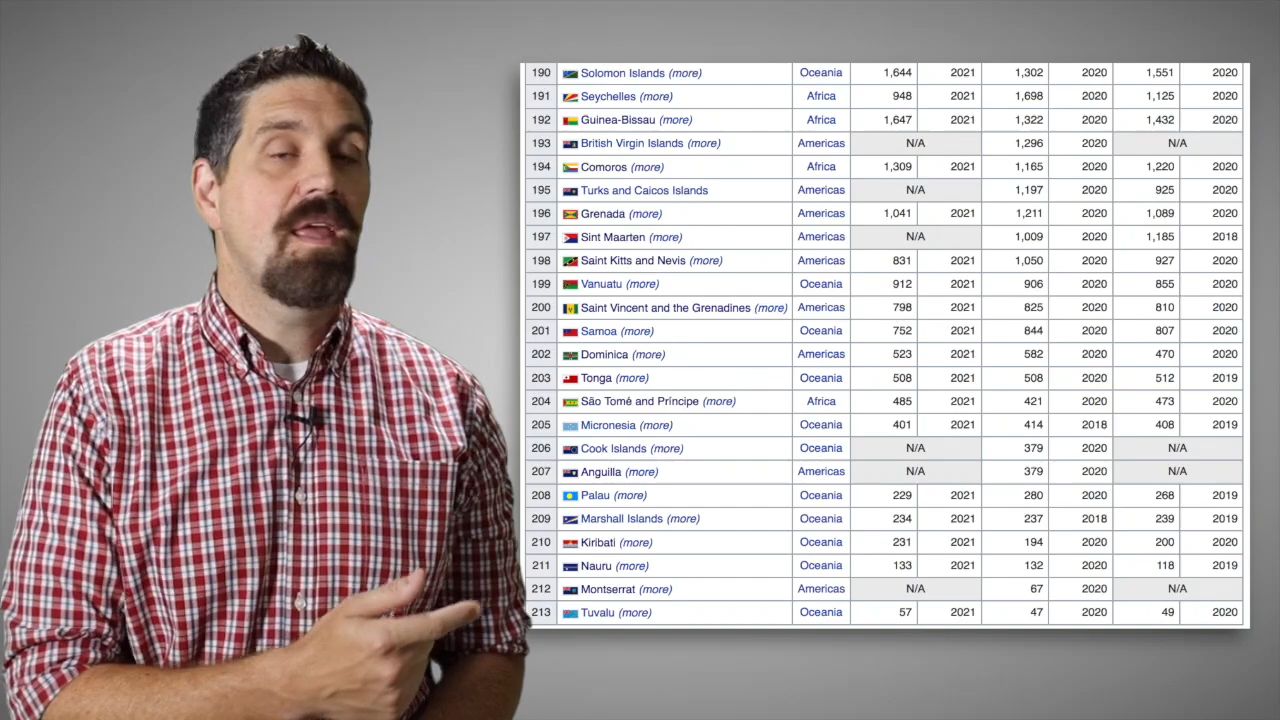 190 Solomon Islands (more) Oceania 1,644 2021 1,302 2020 1,551 2020
191 Seychelles (more) Africa 948 2021 1,698 2020 1,125 2020
192 Guinea-Bissau (more) Africa 1,647 2021 1,322 2020 1,432 2020
193 British Virgin Islands (more) Americas N/A 1,296 2020 N/A
194 Comoros (more) Africa 1,309 2021 1,165 2020 1,220 2020
195 Turks and Caicos Islands Americas N/A 1,197 2020 925 2020
196 Grenada (more) Americas 1,041 2021 1,211 2020 1,089 2020
197 Sint Maarten (more) Americas N/A 1,009 2020 1,185 2018
198 Saint Kitts and Nevis (more) Americas 831 2021 1,050 2020 927 2020
199 Vanuatu (more) Oceania 912 2021 906 2020 855 2020
200 Saint Vincent and the Grenadines (more) Americas 798 2021 825 2020 810 2020
201 Samoa (more) Oceania 752 2021 844 2020 807 2020
202 Dominica (more) Americas 523 2021 582 2020 470 2020
203 Tonga (more) Oceania 508 2021 508 2020 512 2019
204 São Tomé and Príncipe (more) Africa 485 2021 421 2020 473 2020
205 Micronesia (more) Oceania 401 2021 414 2018 408 2019
206 Cook Islands (more) Oceania N/A 379 2020 N/A
207 Anguilla (more) Americas N/A 379 2020 N/A
208 Palau (more) Oceania 229 2021 280 2020 268 2019
209 Marshall Islands (more) Oceania 234 2021 237 2018 239 2019
210 Kiribati (more) Oceania 231 2021 194 2020 200 2020
211 Nauru (more) Oceania 133 2021 132 2020 118 2019
212 Montserrat (more) Americas N/A 67 2020 N/A
213 Tuvalu (more) Oceania 57 2021 47 2020 49 2020